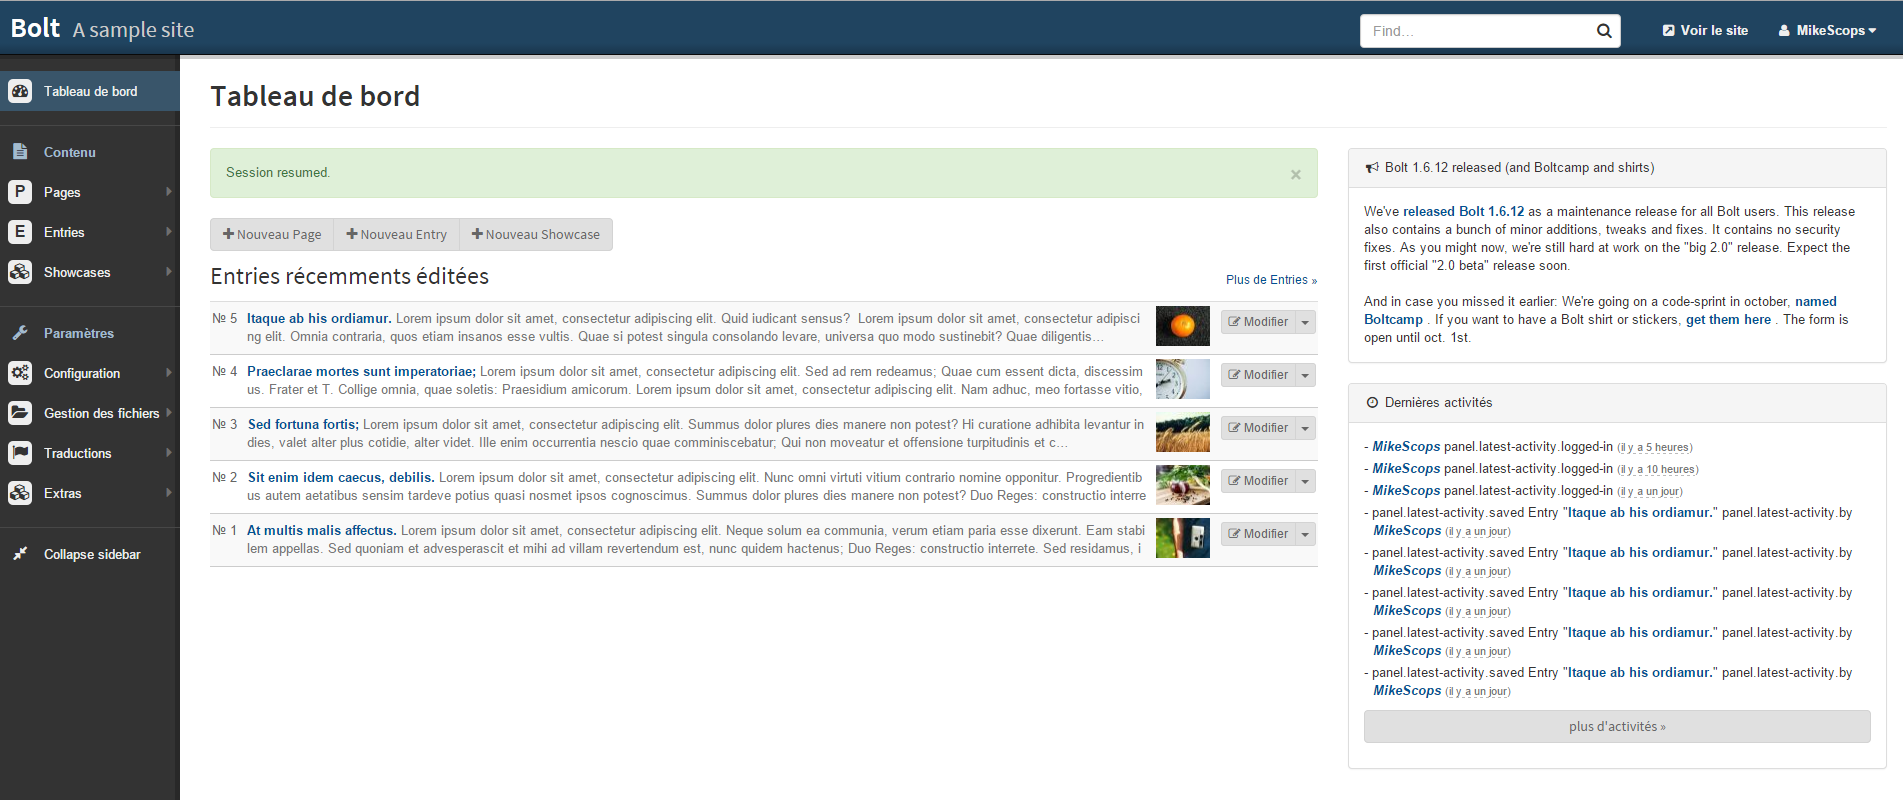 Bolt A sample site
Find...
Voir le site
MikeScops
Tableau de bord
Contenu
P Pages
E Entries
Showcases
Paramètres
Configuration
Gestion des fichiers
Traductions
Extras
Collapse sidebar
Tableau de bord
Session resumed. ×
Nouveau Page
Nouveau Entry
Nouveau Showcase
Entries récemments éditées
Plus de Entries »
№ 5 Itaque ab his ordiamur. Lorem ipsum dolor sit amet, consectetur adipiscing elit. Quid iudicant sensus? Lorem ipsum dolor sit amet, consectetur adipisci
ng elit. Omnia contraria, quos etiam insanos esse vultis. Quae si potest singula consolando levare, universa quo modo sustinebit? Quae diligentis...
Modifier
№ 4 Praeclarae mortes sunt imperatoriae; Lorem ipsum dolor sit amet, consectetur adipiscing elit. Sed ad rem redeamus; Quae cum essent dicta, discessim
us. Frater et T. Collige omnia, quae soletis: Praesidium amicorum. Lorem ipsum dolor sit amet, consectetur adipiscing elit. Nam adhuc, meo fortasse vitio,
Modifier
№ 3 Sed fortuna fortis; Lorem ipsum dolor sit amet, consectetur adipiscing elit. Summus dolor plures dies manere non potest? Hi curatione adhibita levantur in
dies, valet alter plus cotidie, alter videt. Ille enim occurrentia nescio quae comminiscebatur; Qui non moveatur et offensione turpitudinis et c...
Modifier
№ 2 Sit enim idem caecus, debilis. Lorem ipsum dolor sit amet, consectetur adipiscing elit. Nunc omni virtuti vitium contrario nomine opponitur. Progredientib
us autem aetatibus sensim tardeve potius quasi nosmet ipsos cognoscimus. Summus dolor plures dies manere non potest? Duo Reges: constructio interre
Modifier
№ 1 At multis malis affectus. Lorem ipsum dolor sit amet, consectetur adipiscing elit. Neque solum ea communia, verum etiam paria esse dixerunt. Eam stabi
lem appellas. Sed quoniam et advesperascit et mihi ad villam revertendum est, nunc quidem hactenus; Duo Reges: constructio interrete. Sed residamus, i
Modifier
Bolt 1.6.12 released (and Boltcamp and shirts)
We've released Bolt 1.6.12 as a maintenance release for all Bolt users. This release
also contains a bunch of minor additions, tweaks and fixes. It contains no security
fixes. As you might now, we're still hard at work on the "big 2.0" release. Expect the
first official "2.0 beta" release soon.
And in case you missed it earlier: We're going on a code-sprint in october, named
Boltcamp . If you want to have a Bolt shirt or stickers, get them here . The form is
open until oct. 1st.
Dernières activités
- MikeScops panel.latest-activity.logged-in (il y a 5 heures)
- MikeScops panel.latest-activity.logged-in (il y a 10 heures)
- MikeScops panel.latest-activity.logged-in (il y a un jour)
- panel.latest-activity.saved Entry "Itaque ab his ordiamur." panel.latest-activity.by
MikeScops (il y a un jour)
- panel.latest-activity.saved Entry "Itaque ab his ordiamur." panel.latest-activity.by
MikeScops (il y a un jour)
- panel.latest-activity.saved Entry "Itaque ab his ordiamur." panel.latest-activity.by
MikeScops (il y a un jour)
- panel.latest-activity.saved Entry "Itaque ab his ordiamur." panel.latest-activity.by
MikeScops (il y a un jour)
- panel.latest-activity.saved Entry "Itaque ab his ordiamur." panel.latest-activity.by
MikeScops (il y a un jour)
plus d'activités »